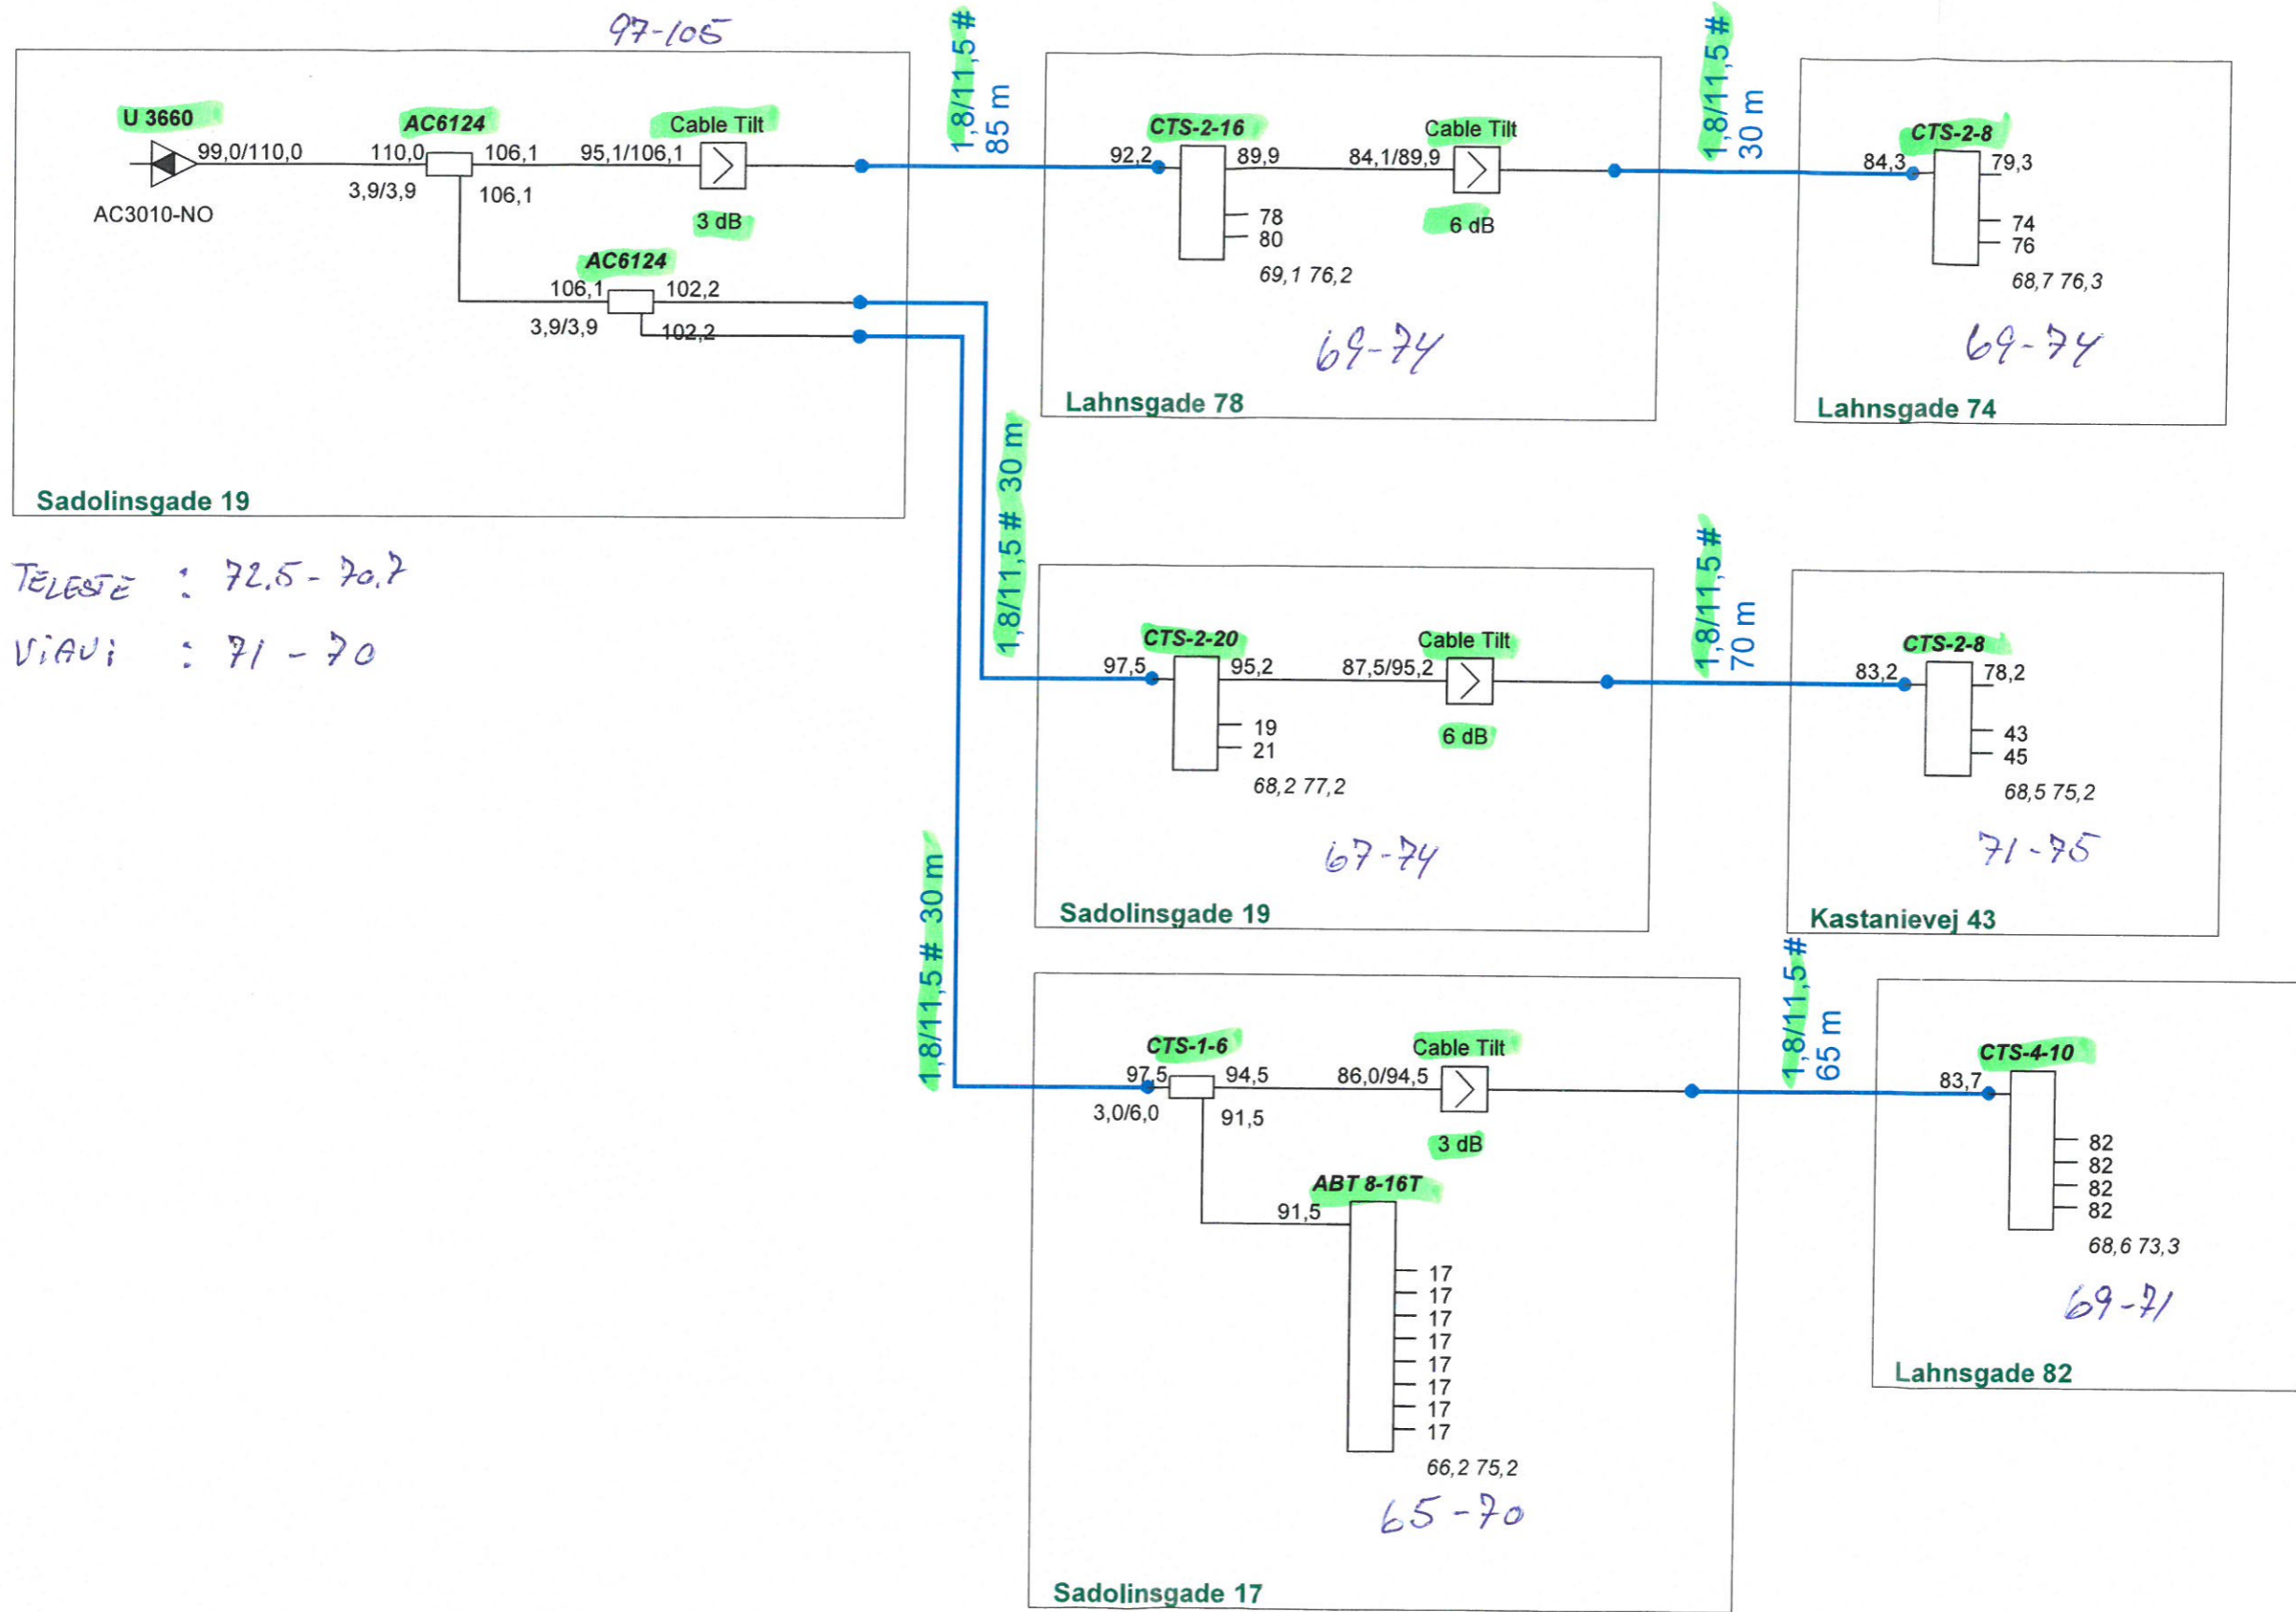 97-105
U 3660
99,0/110,0
AC3010-NO
AC6124
110,0
106,1
3,9/3,9
106,1
95,1/106,1
Cable Tilt
3 dB
AC6124
106,1
102,2
3,9/3,9
102,2
Sadolinsgade 19
1,8/11,5 #
85 m
CTS-2-16
92,2
89,9
78
80
69,1 76,2
84,1/89,9
Cable Tilt
6 dB
69-74
Lahnsgade 78
1,8/11,5 #
30 m
CTS-2-8
84,3
79,3
74
76
68,7 76,3
69-74
Lahnsgade 74
TELESTE : 72.5 - 70.7
ViAVi : 71 - 70
1,8/11,5 # 30 m
CTS-2-20
97,5
95,2
19
21
68,2 77,2
87,5/95,2
Cable Tilt
6 dB
67-74
Sadolinsgade 19
1,8/11,5 #
70 m
CTS-2-8
83,2
78,2
43
45
68,5 75,2
71-75
Kastanievej 43
1,8/11,5 # 30 m
CTS-1-6
97,5
94,5
3,0/6,0
91,5
86,0/94,5
Cable Tilt
3 dB
ABT 8-16T
91,5
17
17
17
17
17
17
17
17
66,2 75,2
65-70
Sadolinsgade 17
1,8/11,5 #
65 m
CTS-4-10
83,7
82
82
82
82
68,6 73,3
69-71
Lahnsgade 82